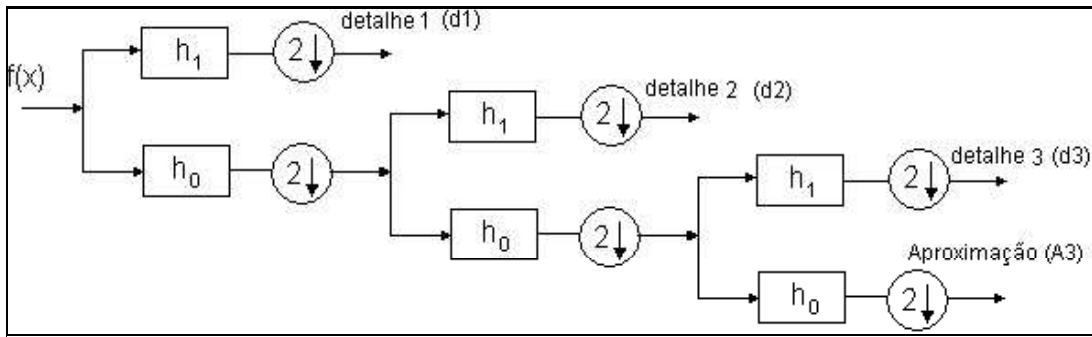 detalhe 1 (d1)
h1
2↓
f(x)
detalhe 2 (d2)
h1
2↓
h0
2↓
detalhe 3 (d3)
h1
2↓
h0
2↓
Aproximação (A3)
h0
2↓